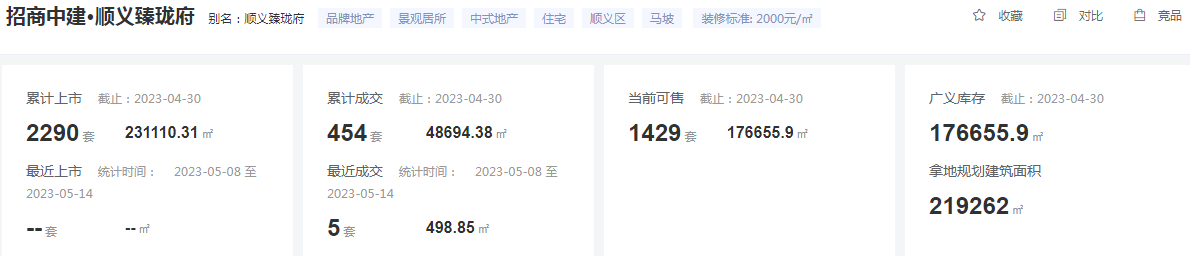 招商中建•顺义臻珑府 别名：顺义臻珑府 品牌地产 景观居所 中式地产 住宅 顺义区 马坡 装修标准: 2000元/㎡ 收藏 对比 竞品
累计上市 截止：2023-04-30
2290 套 231110.31 ㎡
最近上市 统计时间： 2023-05-08 至
2023-05-14
-- 套 -- ㎡
累计成交 截止：2023-04-30
454 套 48694.38 ㎡
最近成交 统计时间： 2023-05-08 至
2023-05-14
5 套 498.85 ㎡
当前可售 截止：2023-04-30
1429 套 176655.9 ㎡
广义库存 截止：2023-04-30
176655.9 ㎡
拿地规划建筑面积
219262 ㎡